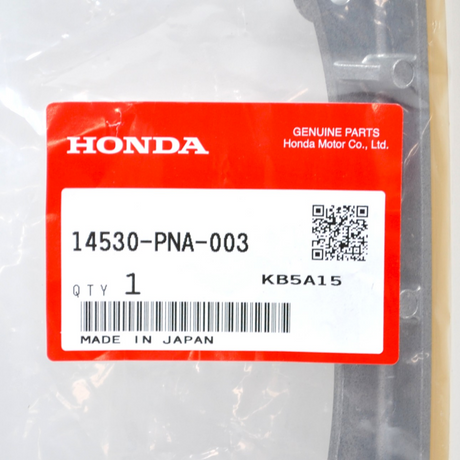 HONDA
GENUINE PARTS
Honda Motor Co., Ltd.
14530-PNA-003
QTY 1
KB5A15
MADE IN JAPAN